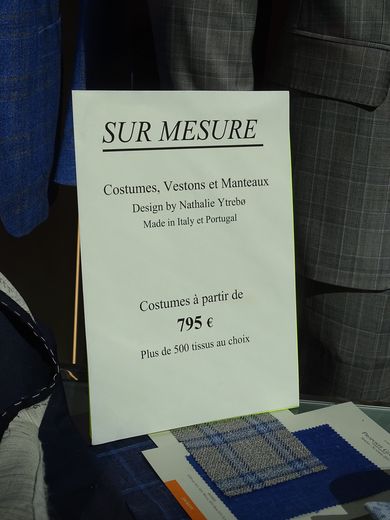 SUR MESURE
Costumes, Vestons et Manteaux
Design by Nathalie Ytrebø
Made in Italy et Portugal
Costumes à partir de
795 €
Plus de 500 tissus au choix